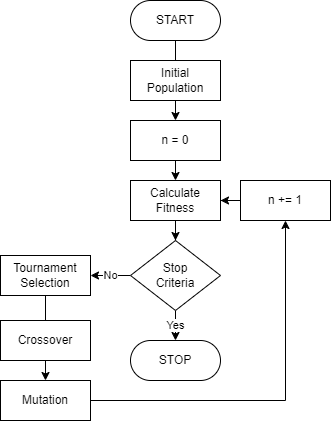 START
Initial
Population
n = 0
Calculate
Fitness
n += 1
Stop
Criteria
No
Yes
Tournament
Selection
Crossover
STOP
Mutation